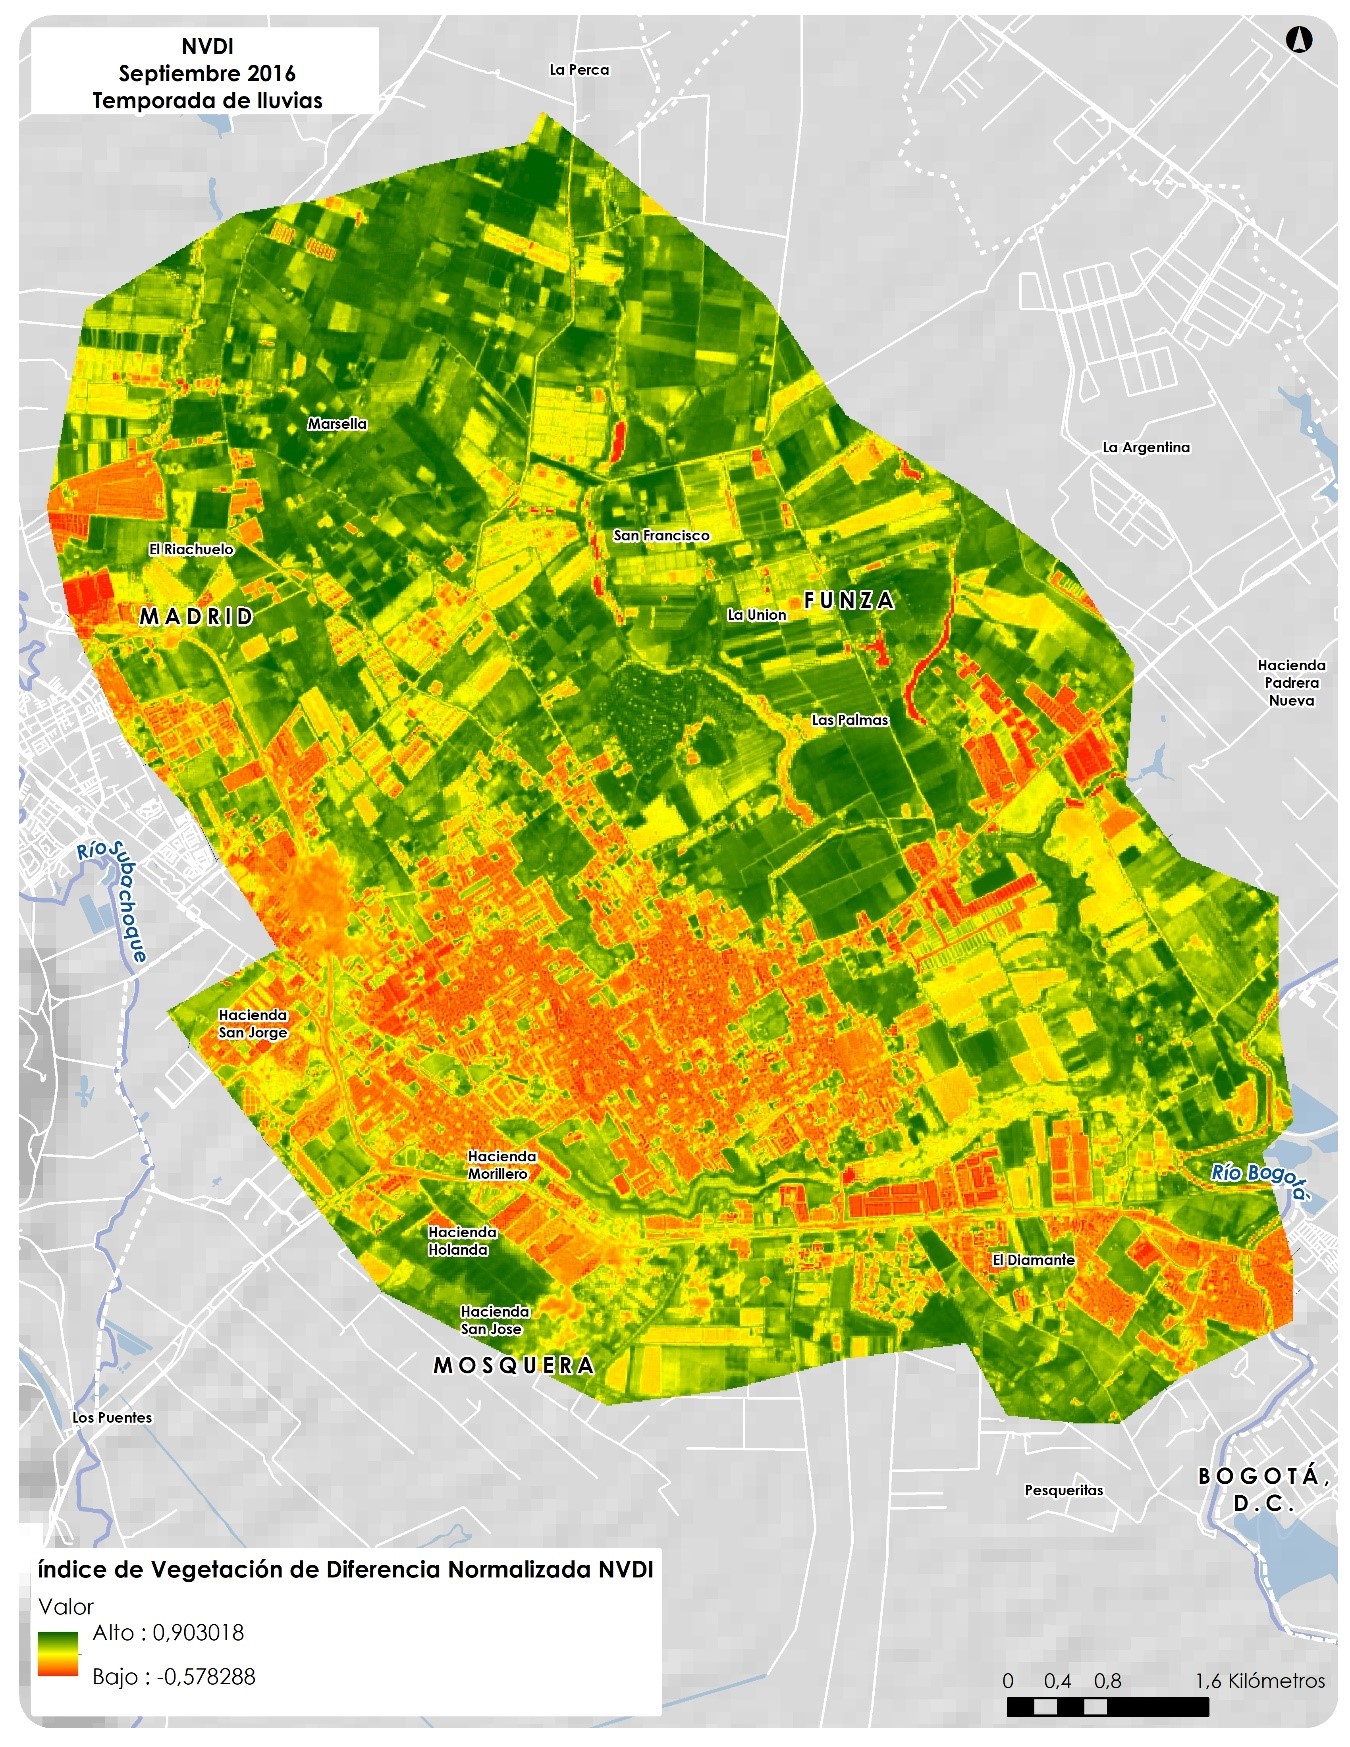 NVDI
Septiembre 2016
Temporada de lluvias
La Perca
Marsella
La Argentina
San Francisco
El Riachuelo
MADRID
FUNZA
La Union
Hacienda
Padrera
Nueva
Las Palmas
Río Subachoque
Hacienda
San Jorge
Hacienda
Morillero
Río Bogotá
Hacienda
Holanda
El Diamante
Hacienda
San Jose
MOSQUERA
Los Puentes
Pesqueritas
BOGOTÁ,
D.C.
índice de Vegetación de Diferencia Normalizada NVDI
Valor
Alto : 0,903018
Bajo : -0,578288
0 0,4 0,8 1,6 Kilómetros